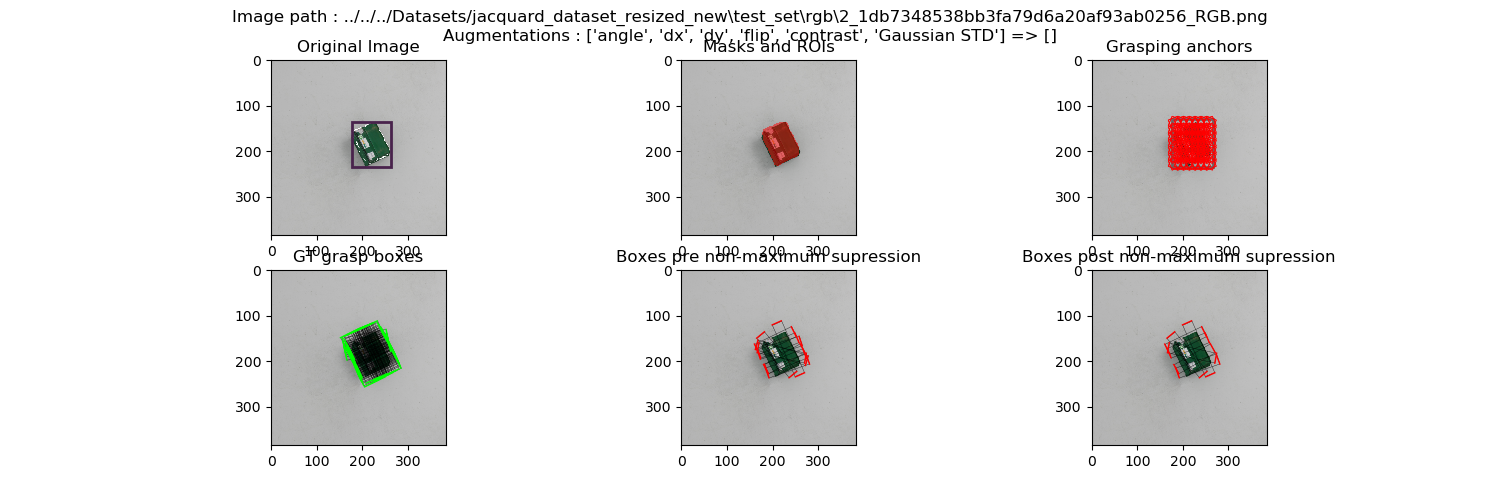 Image path : ../../../Datasets/jacquard_dataset_resized_new\test_set\rgb\2_1db7348538bb3fa79d6a20af93ab0256_RGB.png
Augmentations : ['angle', 'dx', 'dy', 'flip', 'contrast', 'Gaussian STD'] => []
Original Image
Masks and ROIs
Grasping anchors
0
100
200
300
0 100 200 300
0
100
200
300
0 100 200 300
0
100
200
300
0 100 200 300
GT grasp boxes
Boxes pre non-maximum supression
Boxes post non-maximum supression
0
100
200
300
0 100 200 300
0
100
200
300
0 100 200 300
0
100
200
300
0 100 200 300